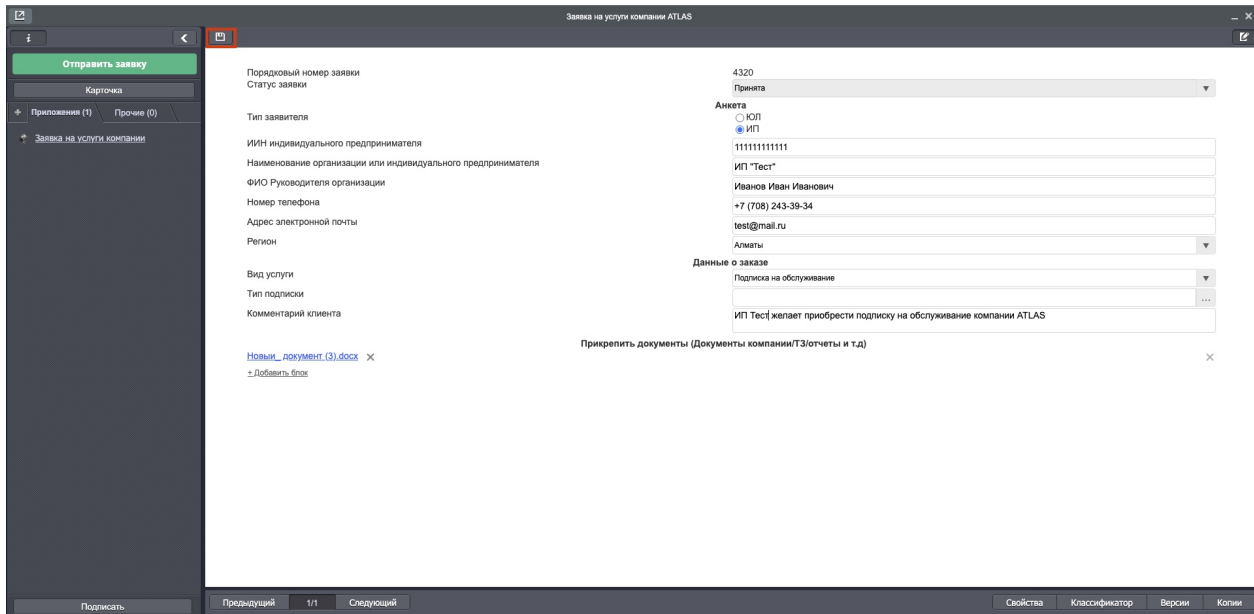 Заявка на услуги компании ATLAS
Отправить заявку
Карточка
Приложения (1) Прочие (0)
Заявка на услуги компании
Порядковый номер заявки 4320
Статус заявки Принята
Анкета
Тип заявителя ЮЛ
ИП
ИИН индивидуального предпринимателя 111111111111
Наименование организации или индивидуального предпринимателя ИП "Тест"
ФИО Руководителя организации Иванов Иван Иванович
Номер телефона +7 (708) 243-39-34
Адрес электронной почты test@mail.ru
Регион Алматы
Данные о заказе
Вид услуги Подписка на обслуживание
Тип подписки ...
Комментарий клиента ИП Тест желает приобрести подписку на обслуживание компании ATLAS
Прикрепить документы (Документы компании/ТЗ/отчеты и т.д)
Новыи_ документ (3).docx
+ Добавить блок
Подписать Предыдущий 1/1 Следующий Свойства Классификатор Версии Копии